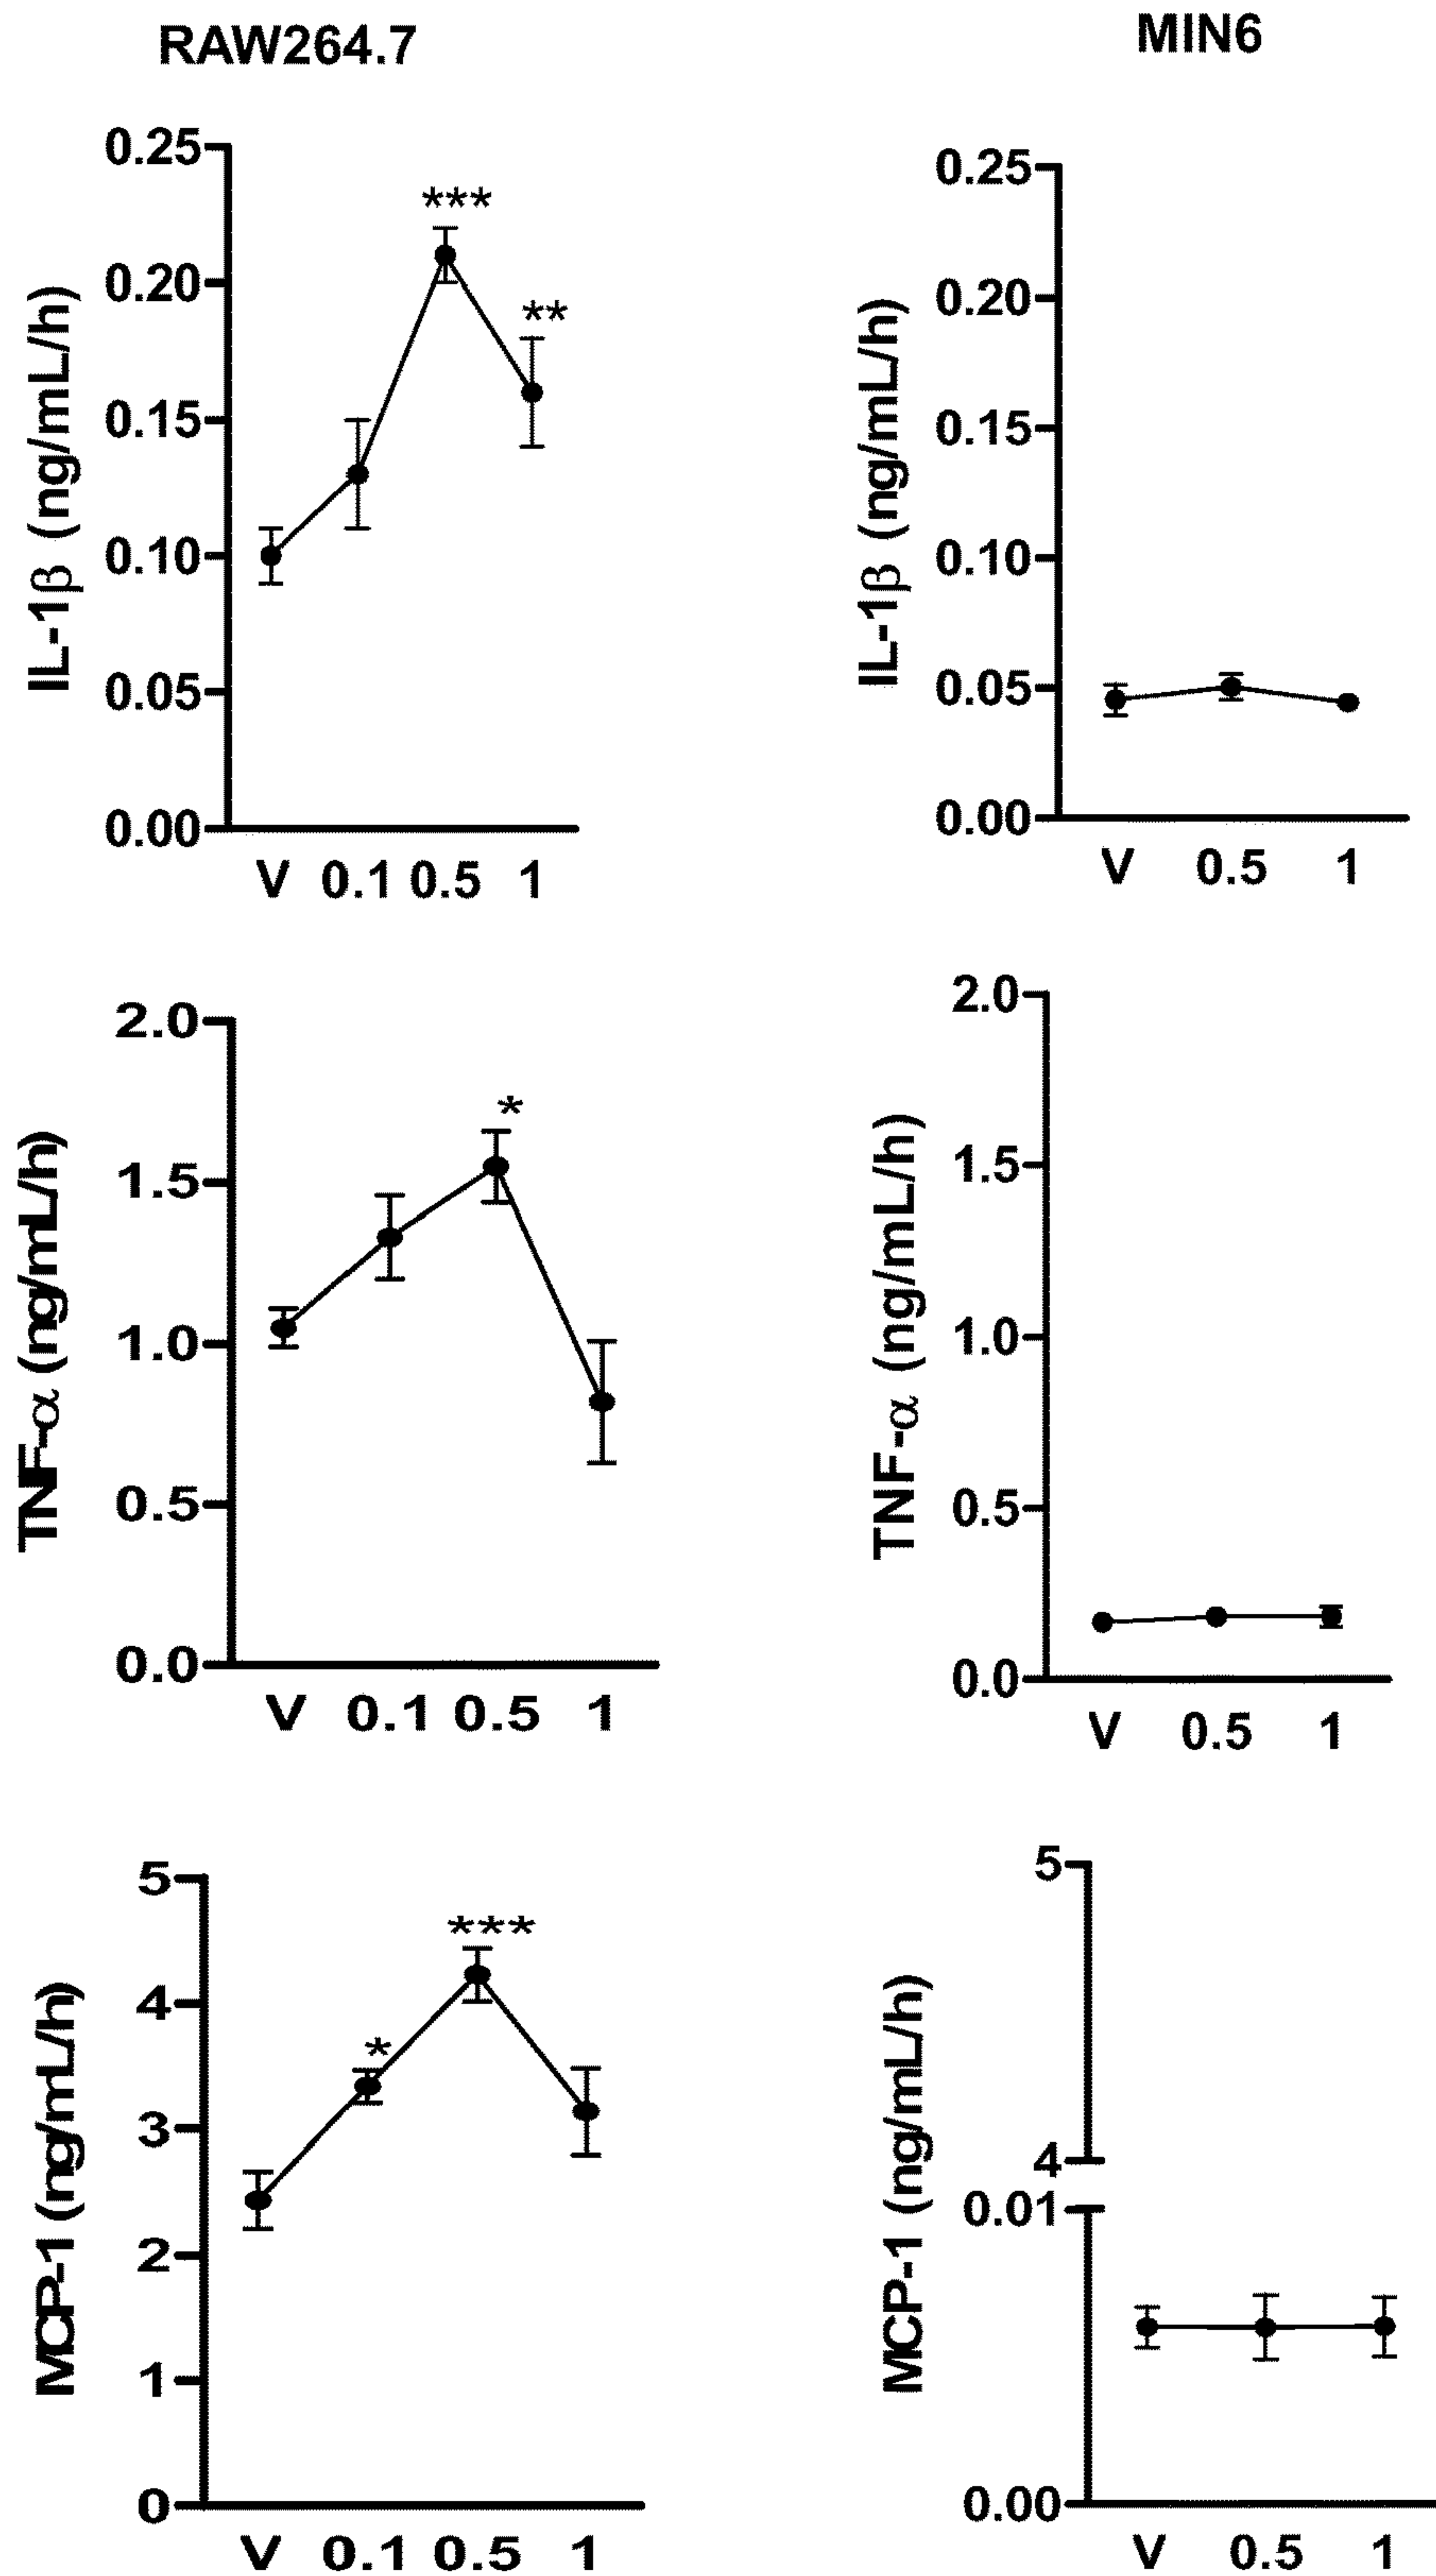 RAW264.7
MIN6
IL-1β (ng/mL/h)
0.25
0.20
0.15
0.10
0.05
0.00
***
**
V 0.1 0.5 1
IL-1β (ng/mL/h)
0.25
0.20
0.15
0.10
0.05
0.00
V 0.5 1
TNF-α (ng/mL/h)
2.0
1.5
1.0
0.5
0.0
*
V 0.1 0.5 1
TNF-α (ng/mL/h)
2.0
1.5
1.0
0.5
0.0
V 0.5 1
MCP-1 (ng/mL/h)
5
4
3
2
1
0
*
***
V 0.1 0.5 1
MCP-1 (ng/mL/h)
5
4
0.01
0.00
V 0.5 1